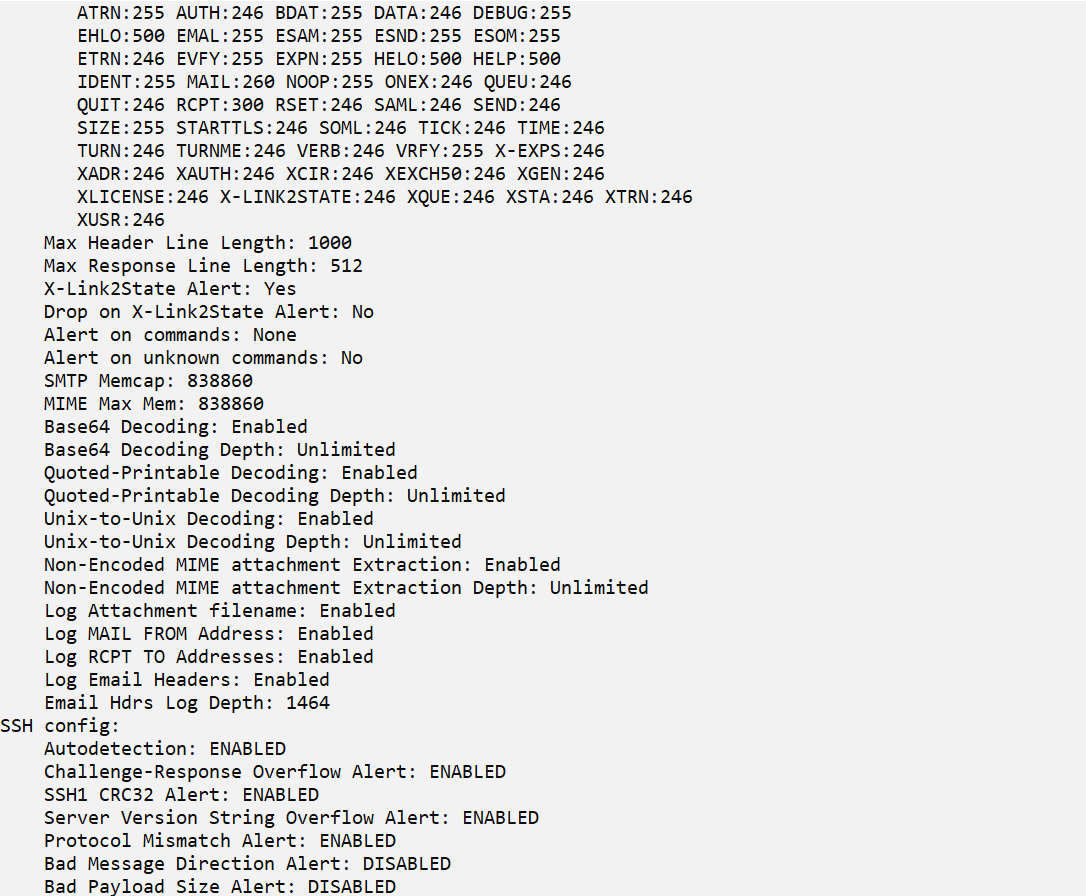 ATRN:255 AUTH:246 BDAT:255 DATA:246 DEBUG:255
EHLO:500 EMAL:255 ESAM:255 ESND:255 ESOM:255
ETRN:246 EVFY:255 EXPN:255 HELO:500 HELP:500
IDENT:255 MAIL:260 NOOP:255 ONEX:246 QUEU:246
QUIT:246 RCPT:300 RSET:246 SAML:246 SEND:246
SIZE:255 STARTTLS:246 SOML:246 TICK:246 TIME:246
TURN:246 TURNME:246 VERB:246 VRFY:255 X-EXPS:246
XADR:246 XAUTH:246 XCIR:246 XEXCH50:246 XGEN:246
XLICENSE:246 X-LINK2STATE:246 XQUE:246 XSTA:246 XTRN:246
XUSR:246
Max Header Line Length: 1000
Max Response Line Length: 512
X-Link2State Alert: Yes
Drop on X-Link2State Alert: No
Alert on commands: None
Alert on unknown commands: No
SMTP Memcap: 838860
MIME Max Mem: 838860
Base64 Decoding: Enabled
Base64 Decoding Depth: Unlimited
Quoted-Printable Decoding: Enabled
Quoted-Printable Decoding Depth: Unlimited
Unix-to-Unix Decoding: Enabled
Unix-to-Unix Decoding Depth: Unlimited
Non-Encoded MIME attachment Extraction: Enabled
Non-Encoded MIME attachment Extraction Depth: Unlimited
Log Attachment filename: Enabled
Log MAIL FROM Address: Enabled
Log RCPT TO Addresses: Enabled
Log Email Headers: Enabled
Email Hdrs Log Depth: 1464
SSH config:
Autodetection: ENABLED
Challenge-Response Overflow Alert: ENABLED
SSH1 CRC32 Alert: ENABLED
Server Version String Overflow Alert: ENABLED
Protocol Mismatch Alert: ENABLED
Bad Message Direction Alert: DISABLED
Bad Payload Size Alert: DISABLED